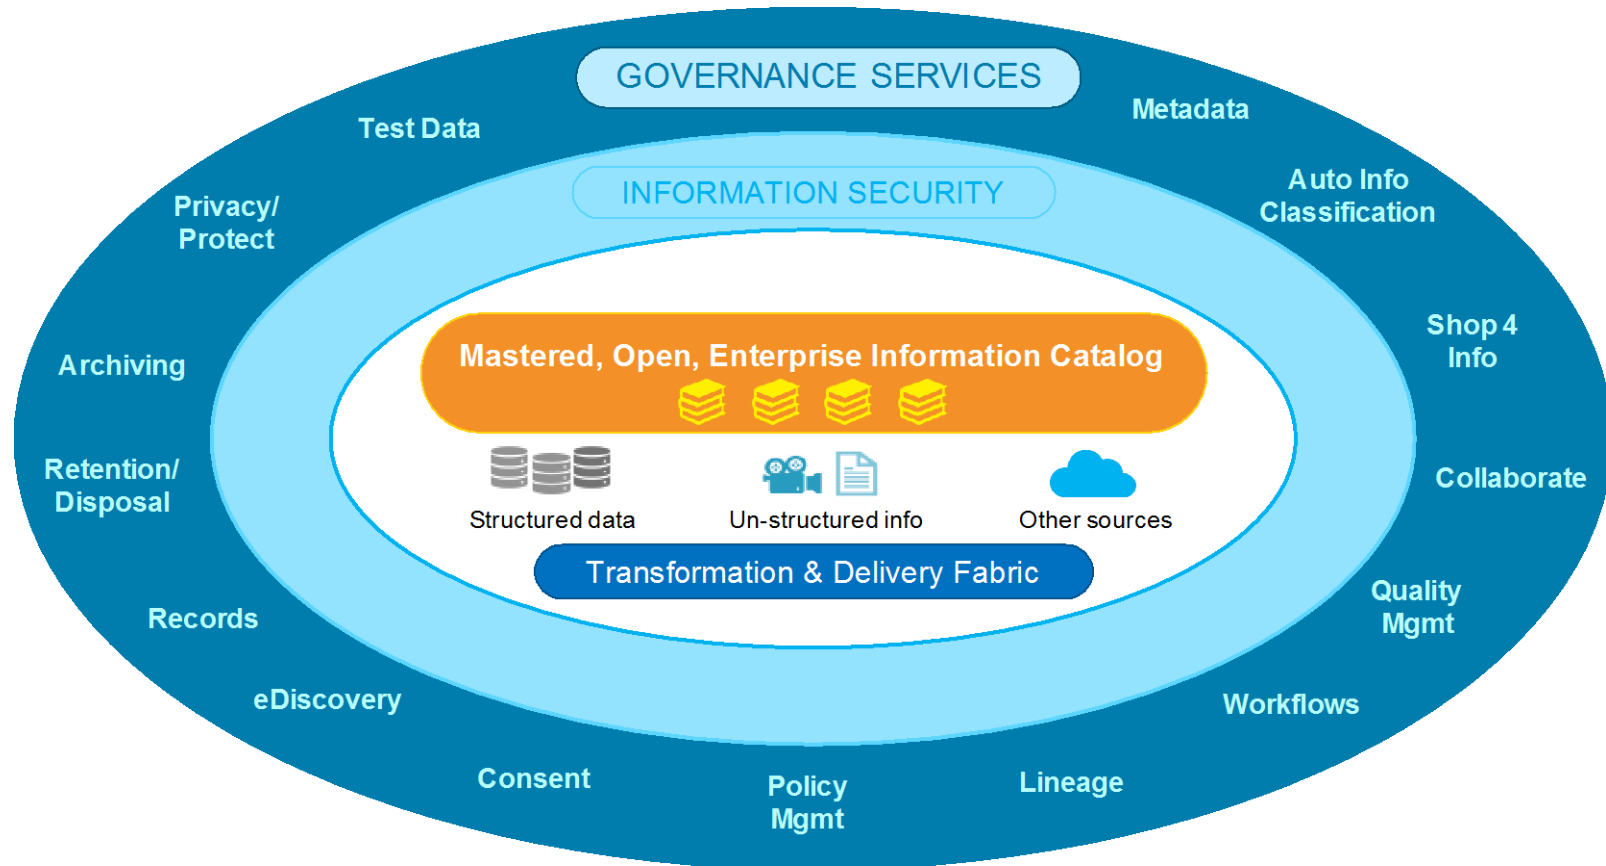 GOVERNANCE SERVICES
Metadata
Test Data
Auto Info
Classification
INFORMATION SECURITY
Privacy/
Protect
Shop 4
Info
Mastered, Open, Enterprise Information Catalog
Archiving
Retention/
Disposal
Collaborate
Structured data
Un-structured info
Other sources
Transformation & Delivery Fabric
Quality
Mgmt
Records
eDiscovery
Workflows
Consent
Policy
Mgmt
Lineage